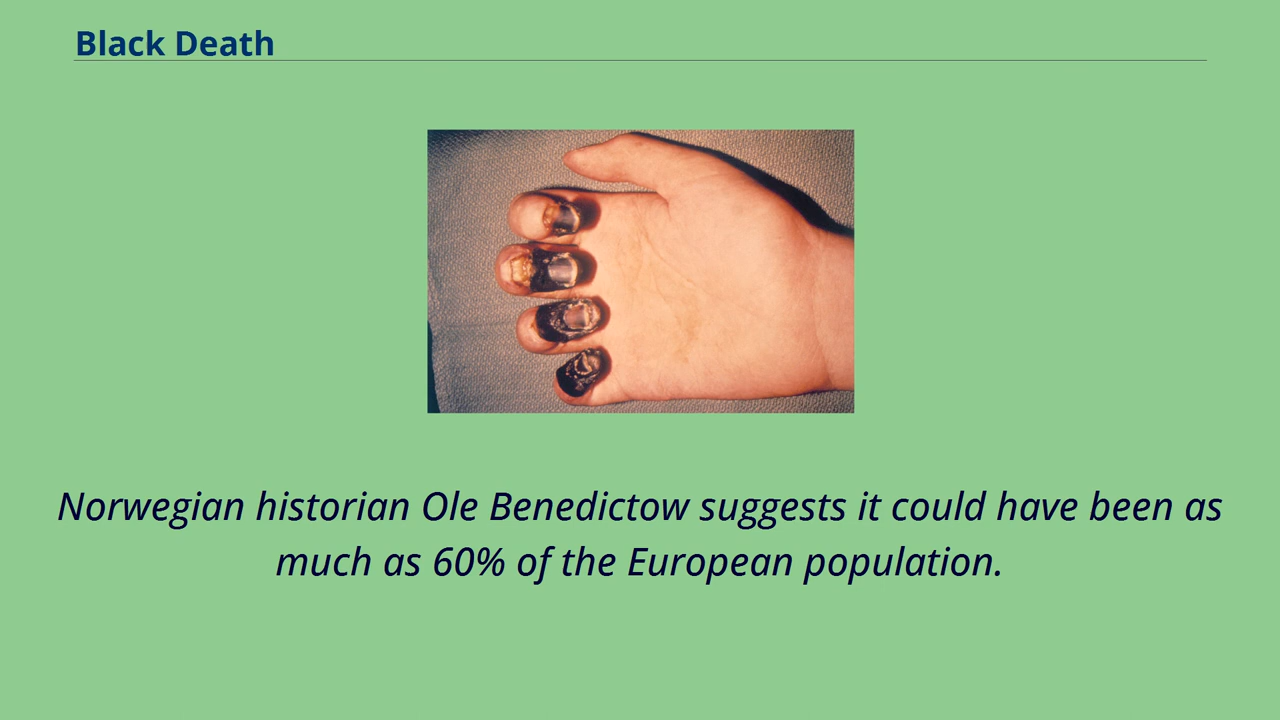 Black Death
Norwegian historian Ole Benedictow suggests it could have been as
much as 60% of the European population.